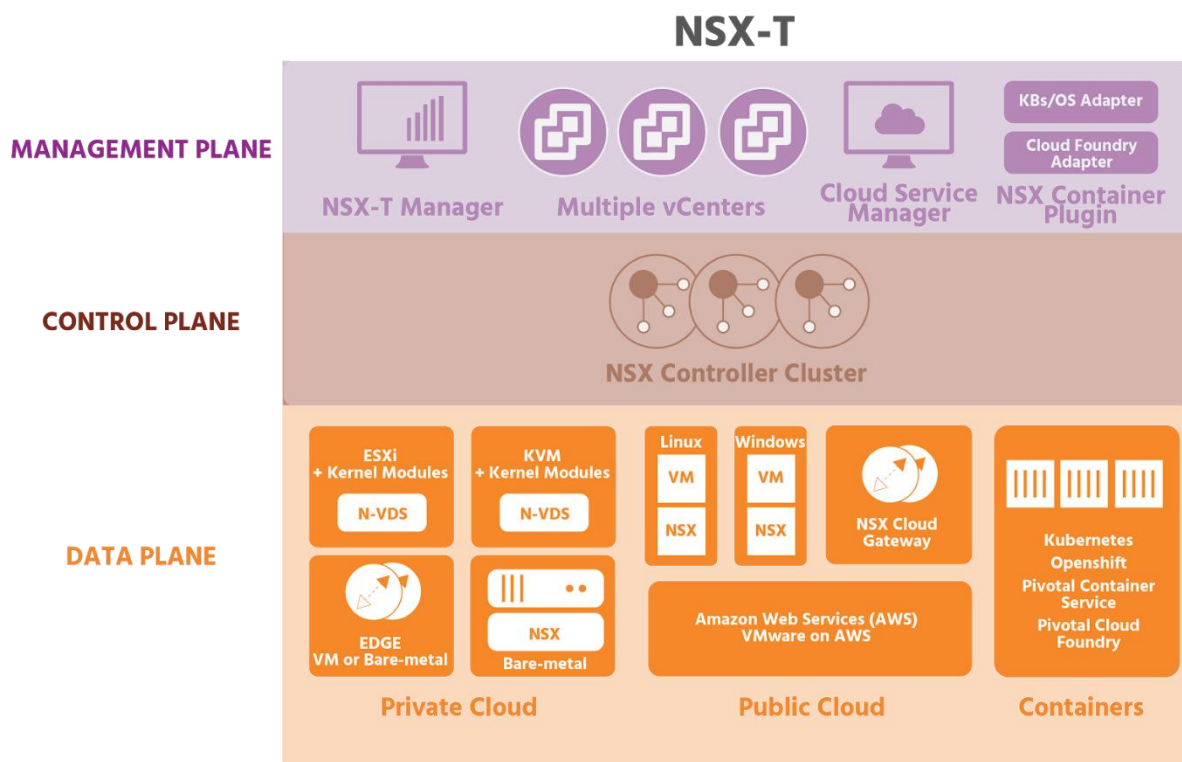 NSX-T
MANAGEMENT PLANE
NSX-T Manager
Multiple vCenters
Cloud Service
Manager
KBs/OS Adapter
Cloud Foundry
Adapter
NSX Container
Plugin
CONTROL PLANE
NSX Controller Cluster
DATA PLANE
ESXi
+ Kernel Modules
N-VDS
KVM
+ Kernel Modules
N-VDS
EDGE
VM or Bare-metal
NSX
Bare-metal
Private Cloud
Linux
VM
NSX
Windows
VM
NSX
NSX Cloud
Gateway
Amazon Web Services (AWS)
VMware on AWS
Public Cloud
Kubernetes
Openshift
Pivotal Container
Service
Pivotal Cloud
Foundry
Containers